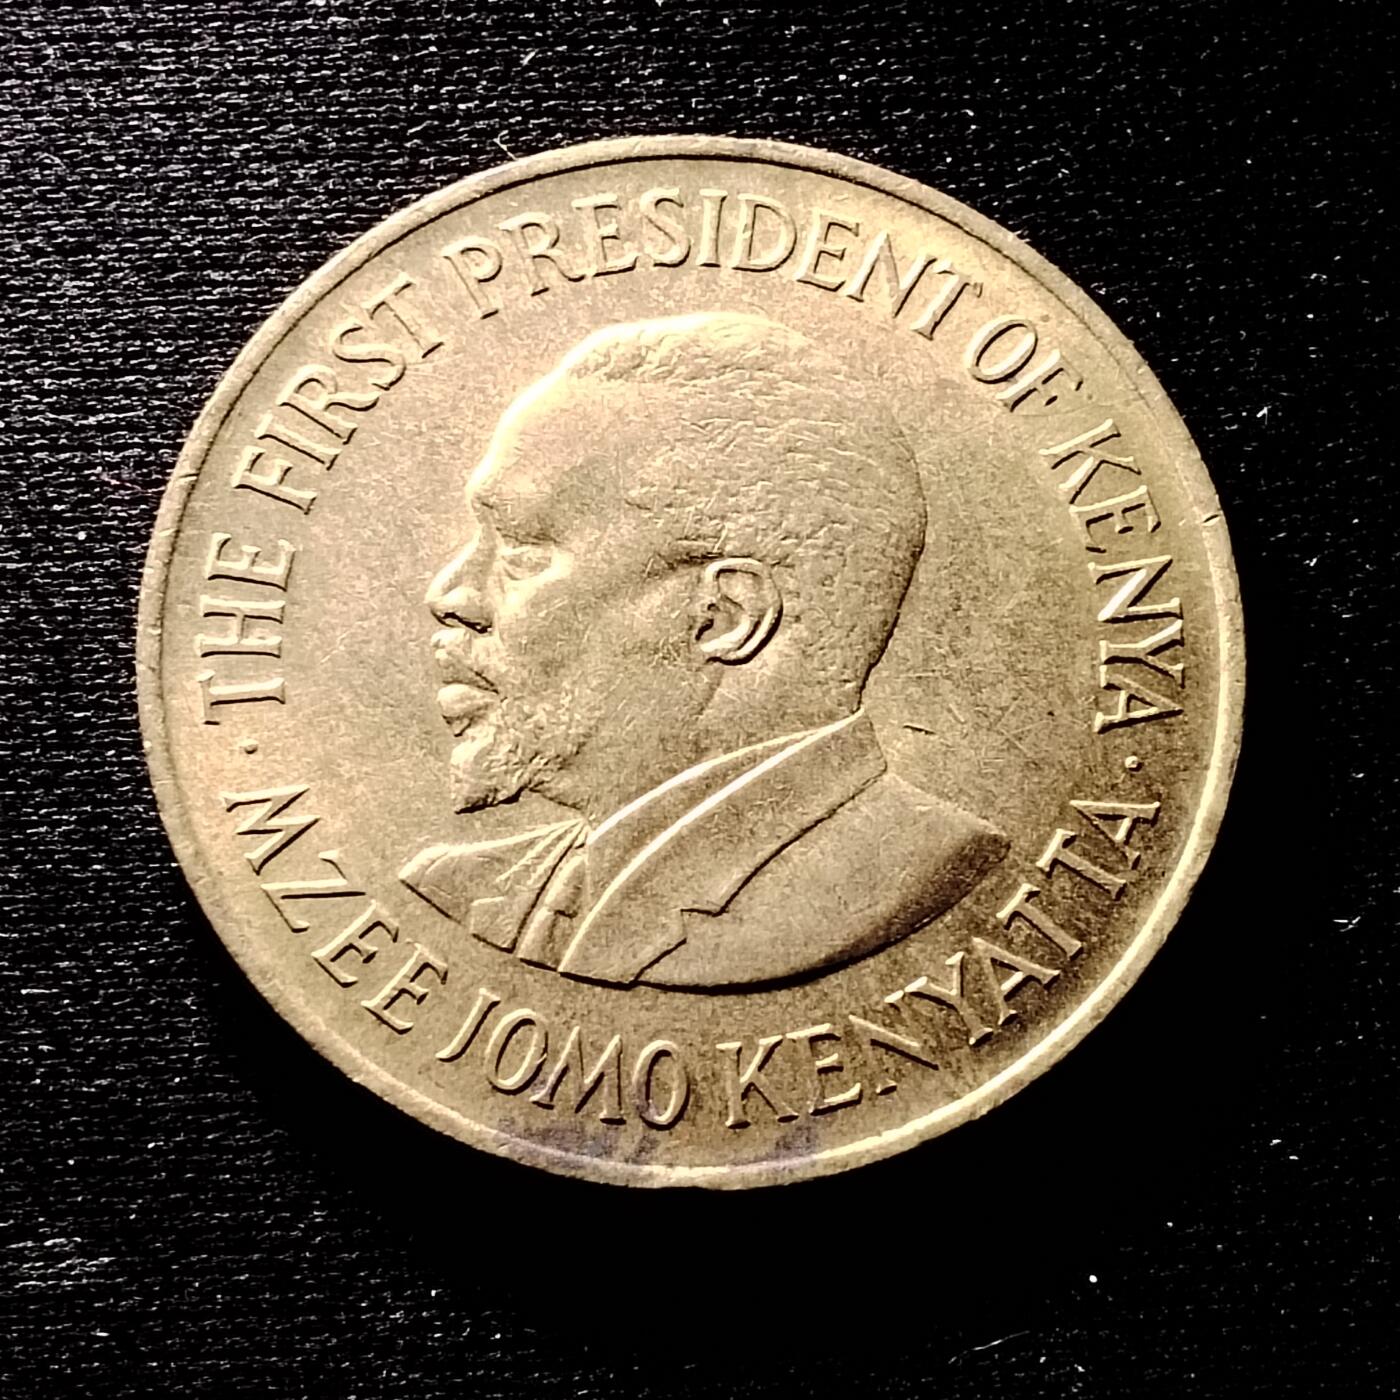 · THE FIRST PRESIDENT OF KENYA ·
MZEE JOMO KENYATTA